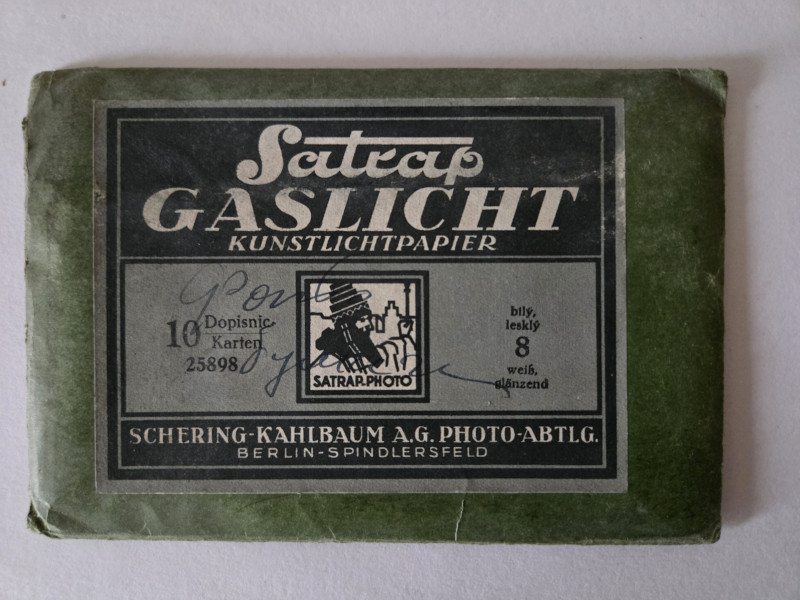 Satrap
GASLICHT
KUNSTLICHTPAPIER
10 Dopisnic
Karten
25898
SATRAP-PHOTO
bílý,
lesklý
8
weiß,
glänzend
SCHERING-KAHLBAUM A.G. PHOTO-ABTLG.
BERLIN-SPINDLERSFELD